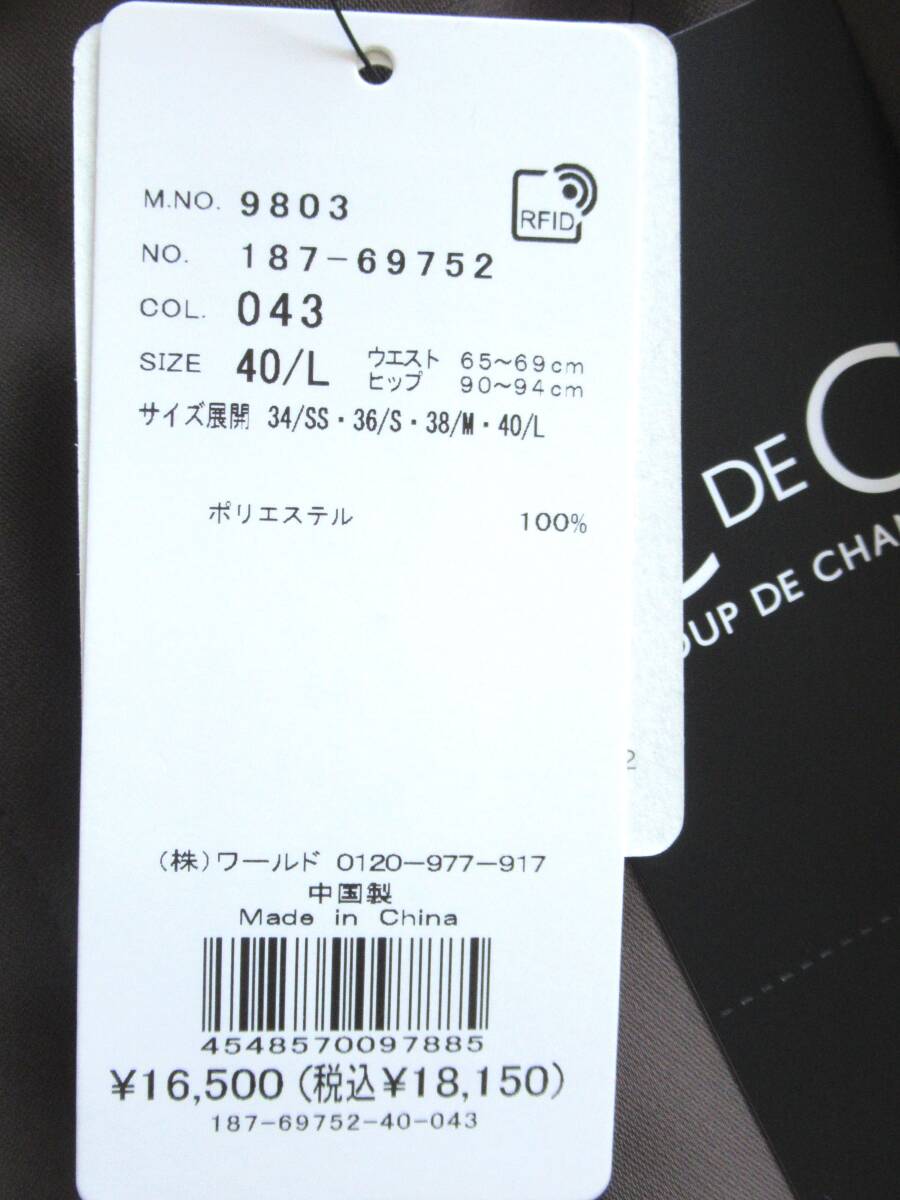 RFID
M.NO. 9803
NO. 187-69752
COL. 043
SIZE 40/L ウエスト 65~69cm
ヒップ 90~94cm
サイズ展開 34/SS・36/S・38/M・40/L
ポリエステル 100%
(株)ワールド 0120-977-917
中国製
Made in China
4548570097885
¥16,500(税込¥18,150)
187-69752-40-043
2
DE C
OUP DE CHA